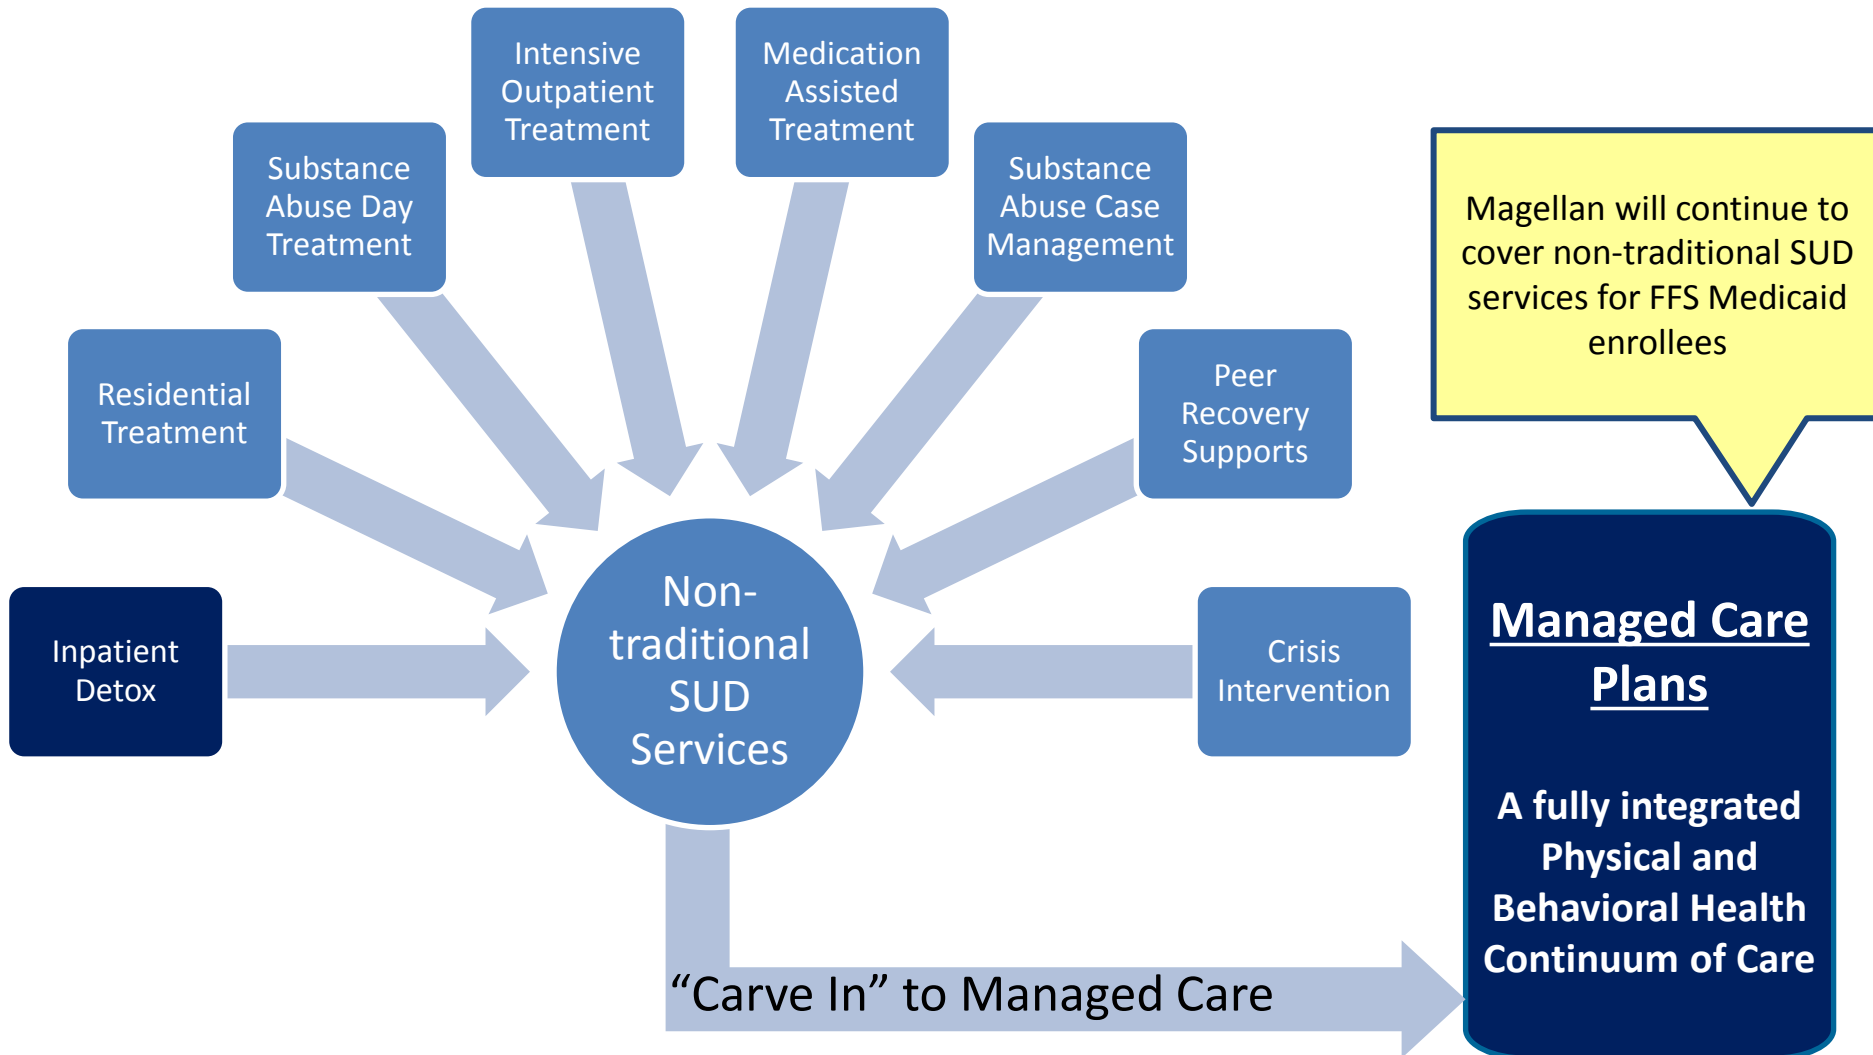 Intensive
Outpatient
Treatment
Medication
Assisted
Treatment
Substance
Abuse Day
Treatment
Substance
Abuse Case
Management
Residential
Treatment
Peer
Recovery
Supports
Inpatient
Detox
Crisis
Intervention
Non-
traditional
SUD
Services
“Carve In” to Managed Care
Magellan will continue to
cover non-traditional SUD
services for FFS Medicaid
enrollees
Managed Care
Plans
A fully integrated
Physical and
Behavioral Health
Continuum of Care